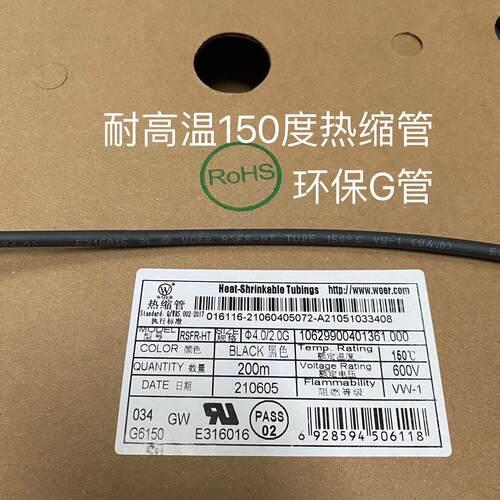 耐高温150度热缩管
RoHS
环保G管
(84.0) E316016 WOER RSFR-HT TUBE 150°C VW-1 (84.0)
WOER
Heat-Shrinkable Tubings http://www.woer.com
热缩管
Standard: Q/WRS 002-2017
执行标准
016116-21060405072-A21051033408
MODEL 型号 RSFR-HT SIZE 规格 Φ4.0/2.0G 10629900401361.000
COLOR 颜色 BLACK 黑色 Temp. Rating 额定温度 150℃
QUANTITY 数量 200m Voltage Rating 额定电压 600V
DATE 日期 210605 Flammability 阻燃等级 VW-1
034 GW
G6150 E316016
PASS 02
6 928594 506118